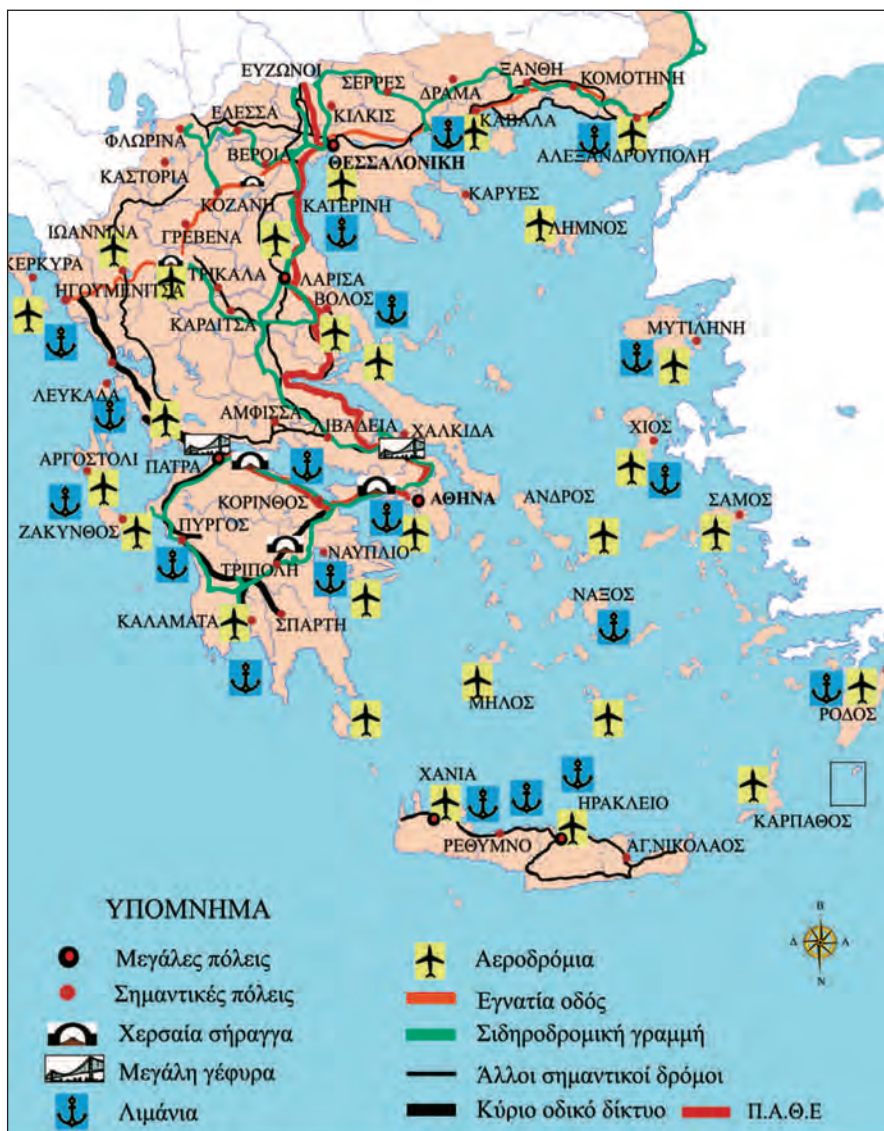 ΕΥΖΩΝΟΙ
ΣΕΡΡΕΣ
ΔΡΑΜΑ
ΞΑΝΘΗ
ΚΟΜΟΤΗΝΗ
ΕΔΕΣΣΑ
ΚΙΛΚΙΣ
ΚΑΒΑΛΑ
ΦΛΩΡΙΝΑ
ΒΕΡΟΙΑ
ΘΕΣΣΑΛΟΝΙΚΗ
ΑΛΕΞΑΝΔΡΟΥΠΟΛΗ
ΚΑΣΤΟΡΙΑ
ΚΟΖΑΝΗ
ΚΑΤΕΡΙΝΗ
ΚΑΡΥΕΣ
ΙΩΑΝΝΙΝΑ
ΓΡΕΒΕΝΑ
ΛΗΜΝΟΣ
ΚΕΡΚΥΡΑ
ΗΓΟΥΜΕΝΙΤΣΑ
ΤΡΙΚΑΛΑ
ΛΑΡΙΣΑ
ΒΟΛΟΣ
ΚΑΡΔΙΤΣΑ
ΜΥΤΙΛΗΝΗ
ΛΕΥΚΑΔΑ
ΑΜΦΙΣΣΑ
ΛΙΒΑΔΕΙΑ
ΧΑΛΚΙΔΑ
ΧΙΟΣ
ΑΡΓΟΣΤΟΛΙ
ΠΑΤΡΑ
ΚΟΡΙΝΘΟΣ
ΑΘΗΝΑ
ΑΝΔΡΟΣ
ΣΑΜΟΣ
ΖΑΚΥΝΘΟΣ
ΠΥΡΓΟΣ
ΝΑΥΠΛΙΟ
ΤΡΙΠΟΛΗ
ΝΑΞΟΣ
ΚΑΛΑΜΑΤΑ
ΣΠΑΡΤΗ
ΜΗΛΟΣ
ΡΟΔΟΣ
ΧΑΝΙΑ
ΗΡΑΚΛΕΙΟ
ΚΑΡΠΑΘΟΣ
ΡΕΘΥΜΝΟ
ΑΓ.ΝΙΚΟΛΑΟΣ
ΥΠΟΜΝΗΜΑ
Μεγάλες πόλεις
Σημαντικές πόλεις
Χερσαία σήραγγα
Μεγάλη γέφυρα
Λιμάνια
Αεροδρόμια
Εγνατία οδός
Σιδηροδρομική γραμμή
Άλλοι σημαντικοί δρόμοι
Κύριο οδικό δίκτυο
Π.Α.Θ.Ε
Β
Δ Α
Ν